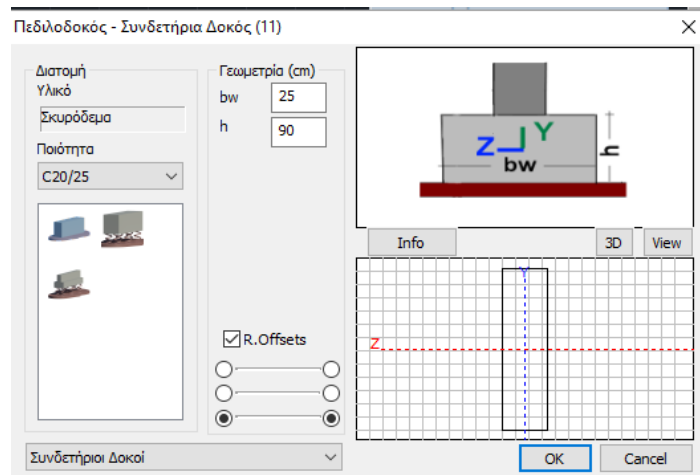 Πεδιλοδοκός - Συνδετήρια Δοκός (11)
Διατομή
Υλικό
Σκυρόδεμα
Ποιότητα
C20/25
Γεωμετρία (cm)
bw 25
h 90
R.Offsets
Συνδετήριοι Δοκοί
Z Y
bw
h
Info 3D View
Y
Z
OK Cancel